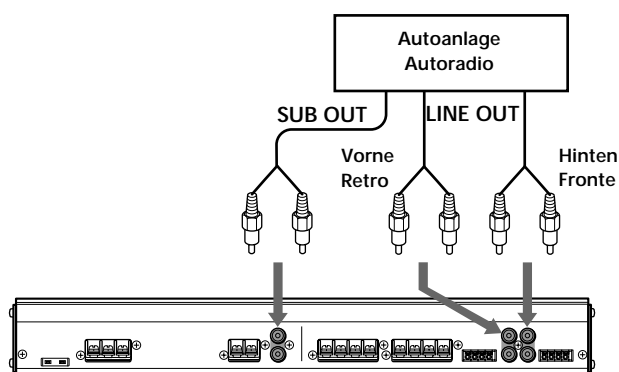 Autoanlage
Autoradio
SUB OUT
LINE OUT
Vorne
Retro
Hinten
Fronte